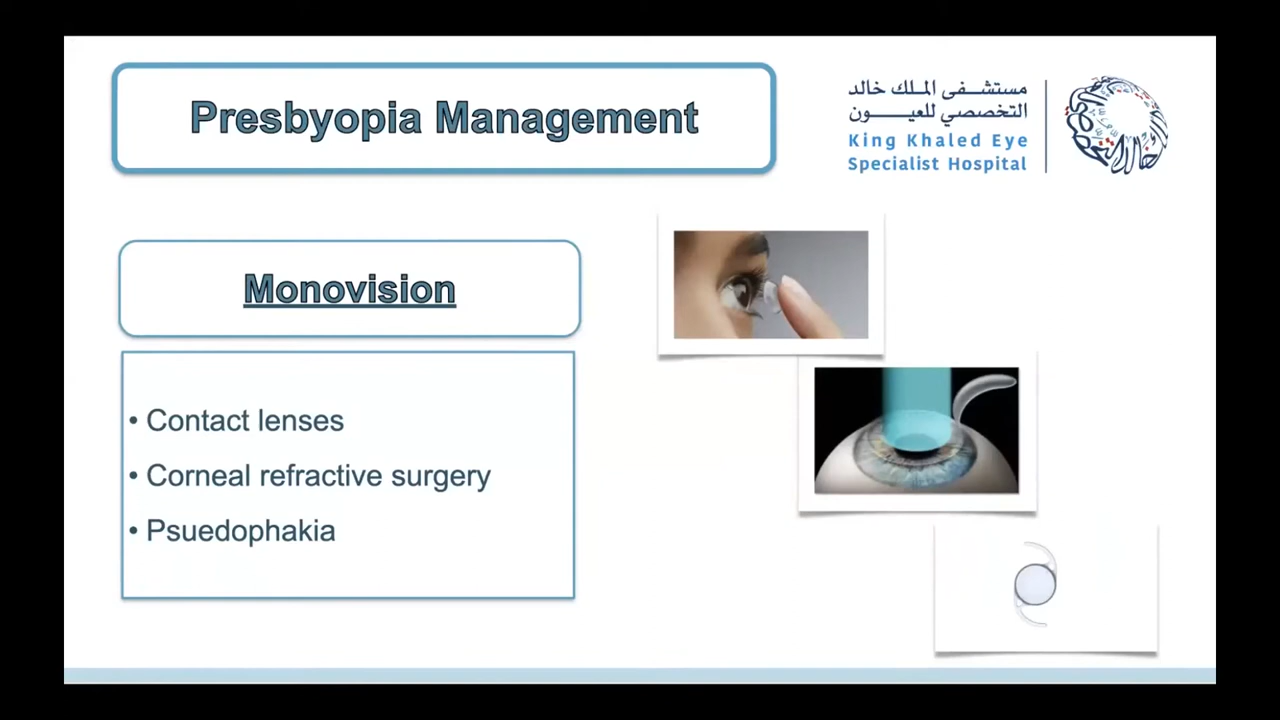 Presbyopia Management
مستشفى الملك خالد
التخصصي للعيون
King Khaled Eye
Specialist Hospital
Monovision
• Contact lenses
• Corneal refractive surgery
• Psuedophakia